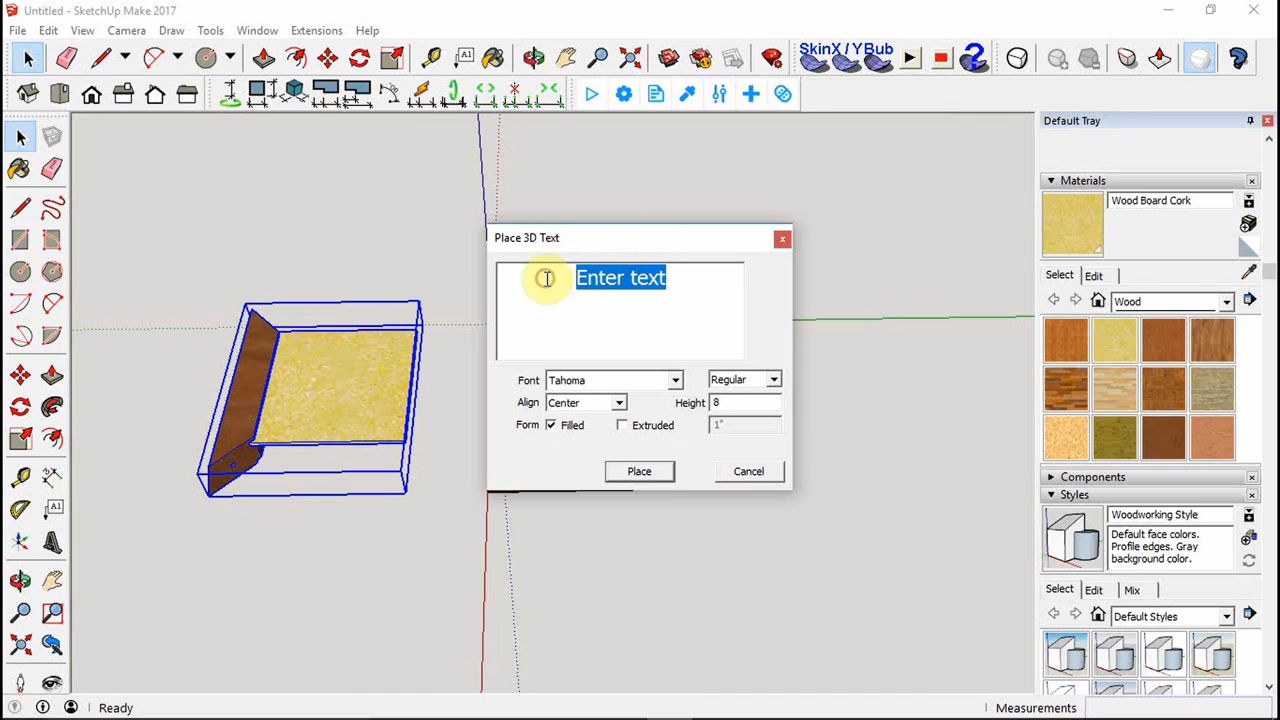 Untitled - SketchUp Make 2017
File Edit View Camera Draw Tools Window Extensions Help
A1
SkinX / YBub
?
Default Tray
Materials
Wood Board Cork
Select Edit
Wood
Place 3D Text
Enter text
Font Tahoma Regular
Align Center Height 8
Form Filled Extruded 1"
Place Cancel
Components
Styles
Woodworking Style
Default face colors.
Profile edges. Gray
background color.
Select Edit Mix
Default Styles
A1
Ready
Measurements